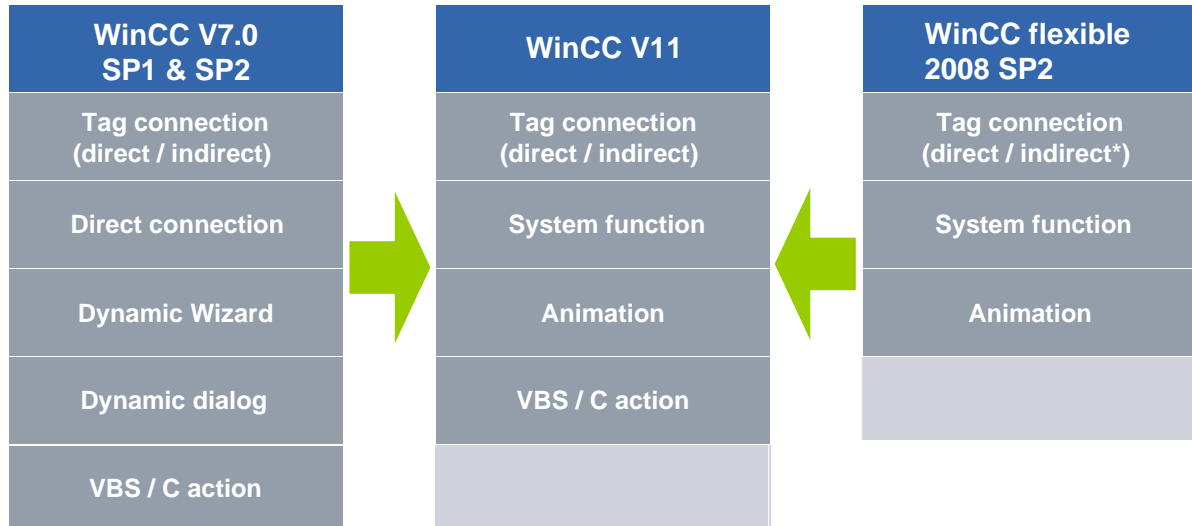 WinCC V7.0
SP1 & SP2
Tag connection
(direct / indirect)
Direct connection
Dynamic Wizard
Dynamic dialog
VBS / C action
WinCC V11
Tag connection
(direct / indirect)
System function
Animation
VBS / C action
WinCC flexible
2008 SP2
Tag connection
(direct / indirect*)
System function
Animation